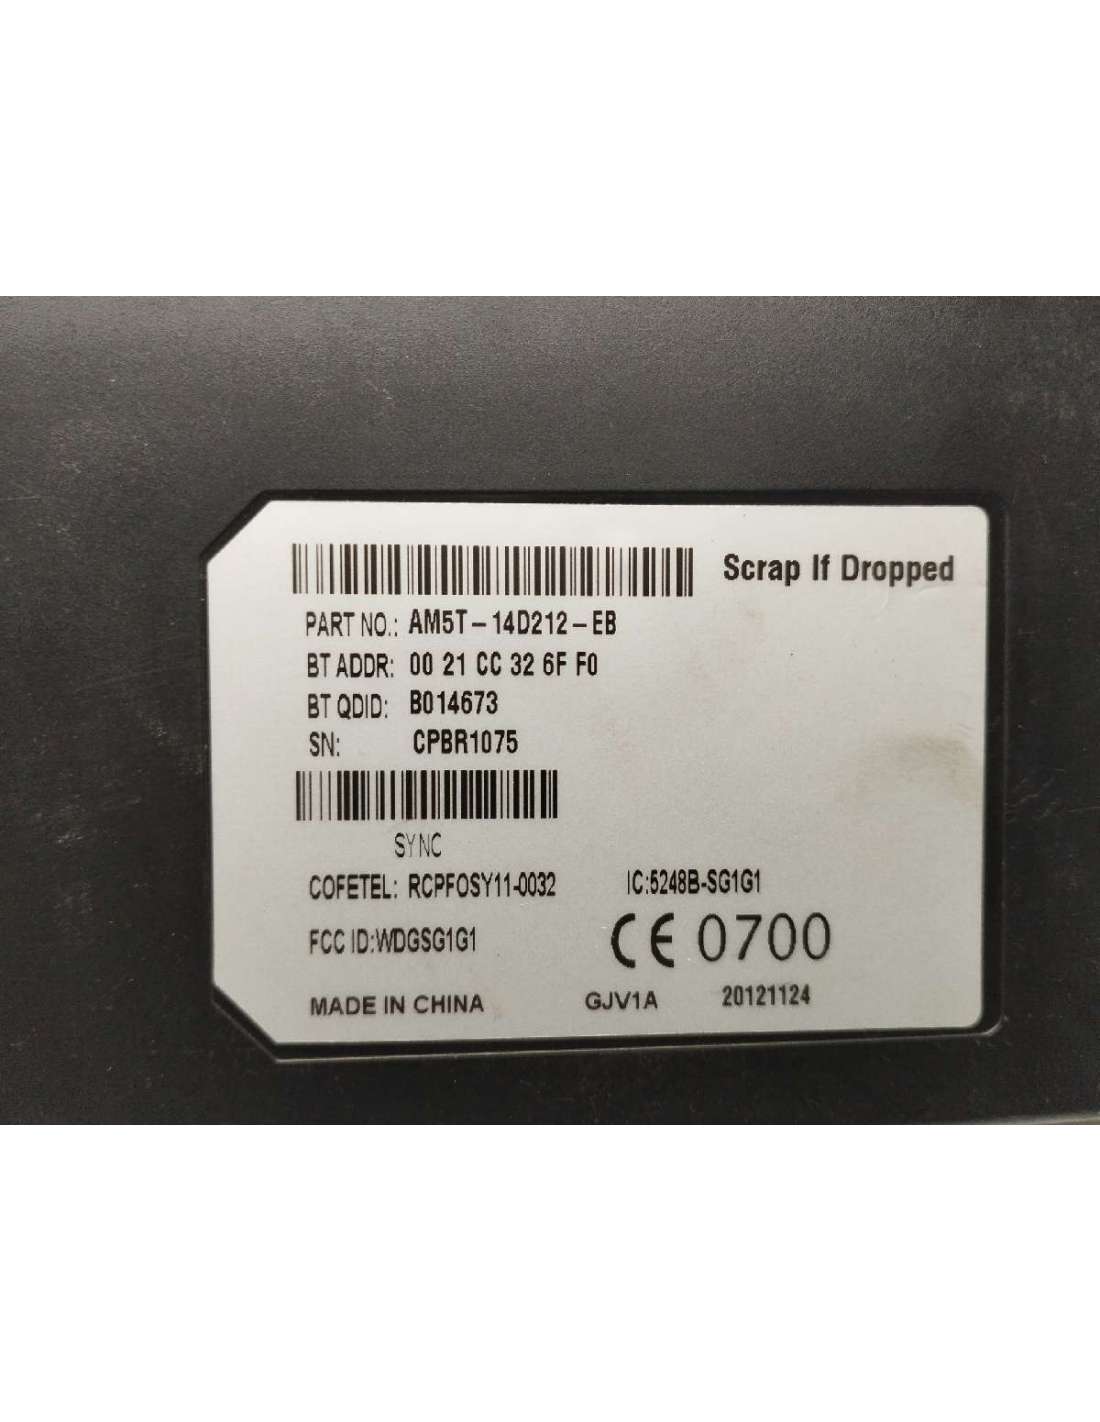 Scrap If Dropped
PART NO.: AM5T-14D212-EB
BT ADDR: 00 21 CC 32 6F F0
BT QDID: B014673
SN: CPBR1075
SYNC
COFETEL: RCPFOSY11-0032 IC:5248B-SG1G1
FCC ID:WDGSG1G1 CE 0700
MADE IN CHINA GJV1A 20121124